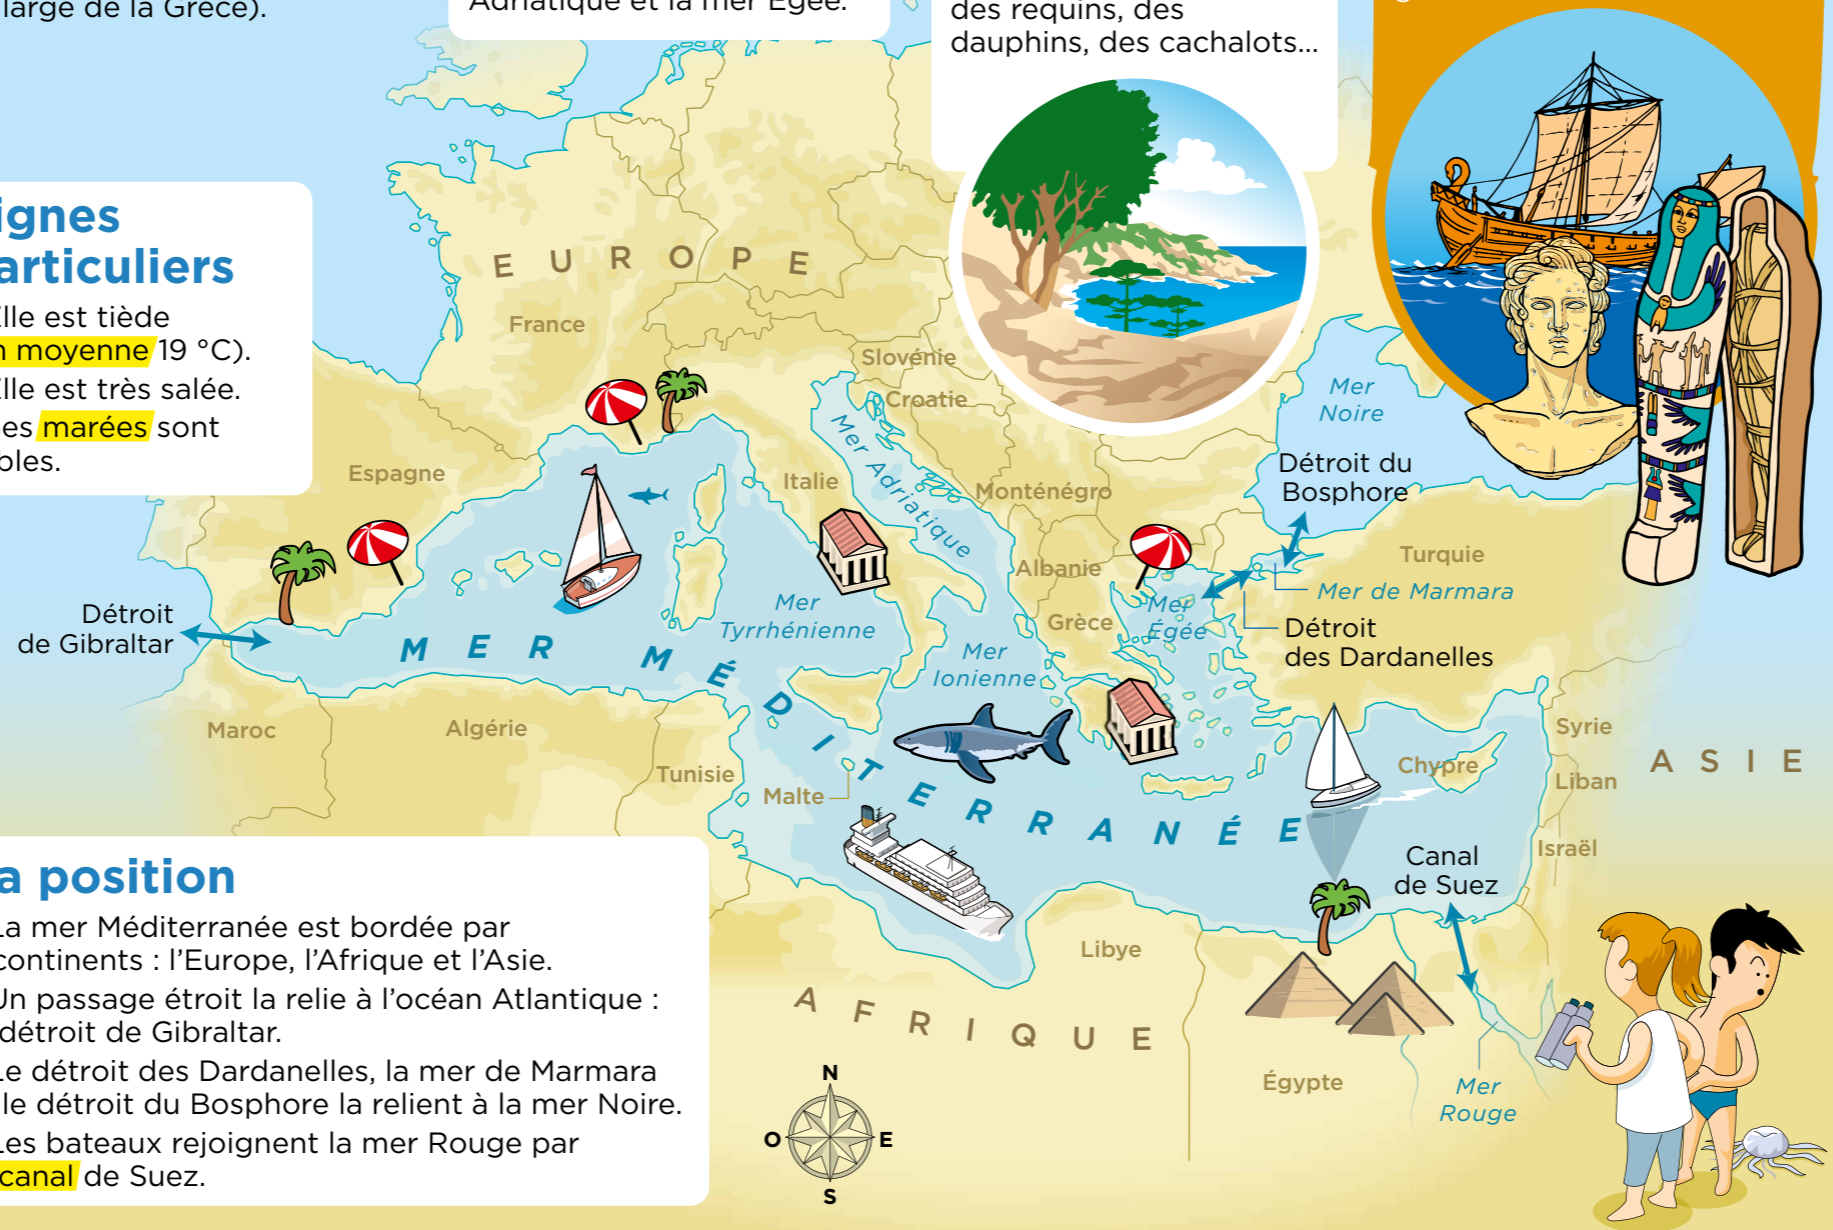 large de la Grèce).
Adriatique et la mer Égée.
des requins, des
dauphins, des cachalots...
ignes
articuliers
Elle est tiède
moyenne 19 °C).
Elle est très salée.
marées sont
bles.
EUROPE
France
Slovénie
Croatie
Mer
Noire
Mer Adriatique
Espagne
Italie
Monténégro
Détroit du
Bosphore
Albanie
Turquie
Mer de Marmara
Détroit
de Gibraltar
Mer
Tyrrhénienne
Grèce
Mer
Égée
Détroit
des Dardanelles
MER MÉDITERRANÉE
Mer
Ionienne
Maroc
Algérie
Tunisie
Malte
Chypre
Syrie
Liban
ASIE
Israël
Canal
de Suez
Libye
AFRIQUE
Égypte
Mer
Rouge
a position
La mer Méditerranée est bordée par
continents : l'Europe, l'Afrique et l'Asie.
Un passage étroit la relie à l'océan Atlantique :
détroit de Gibraltar.
Le détroit des Dardanelles, la mer de Marmara
le détroit du Bosphore la relient à la mer Noire.
Les bateaux rejoignent la mer Rouge par
canal de Suez.
N
O
E
S